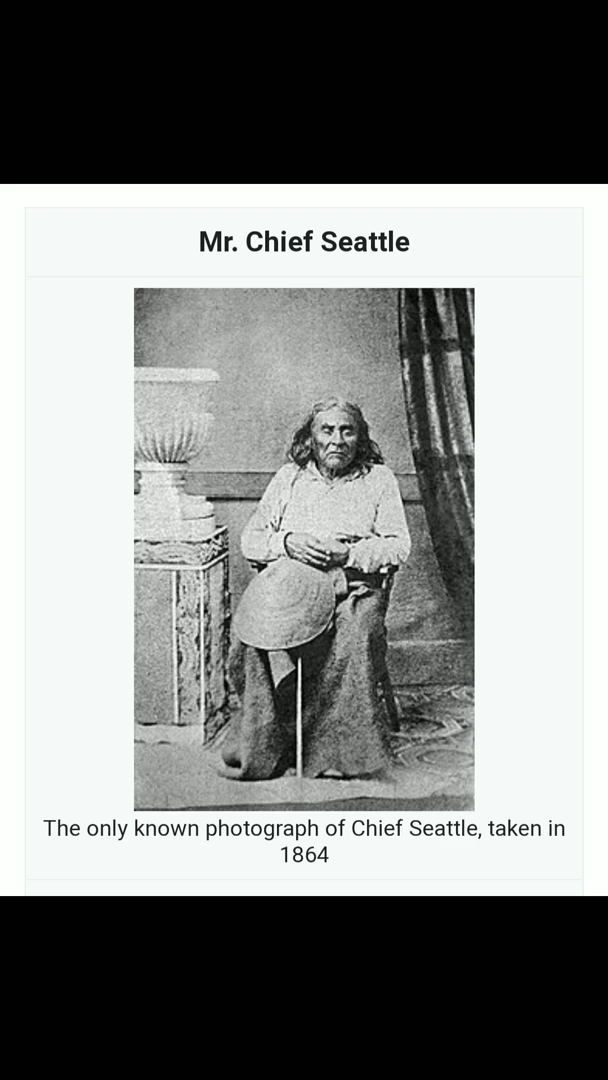 Mr. Chief Seattle
The only known photograph of Chief Seattle, taken in
1864